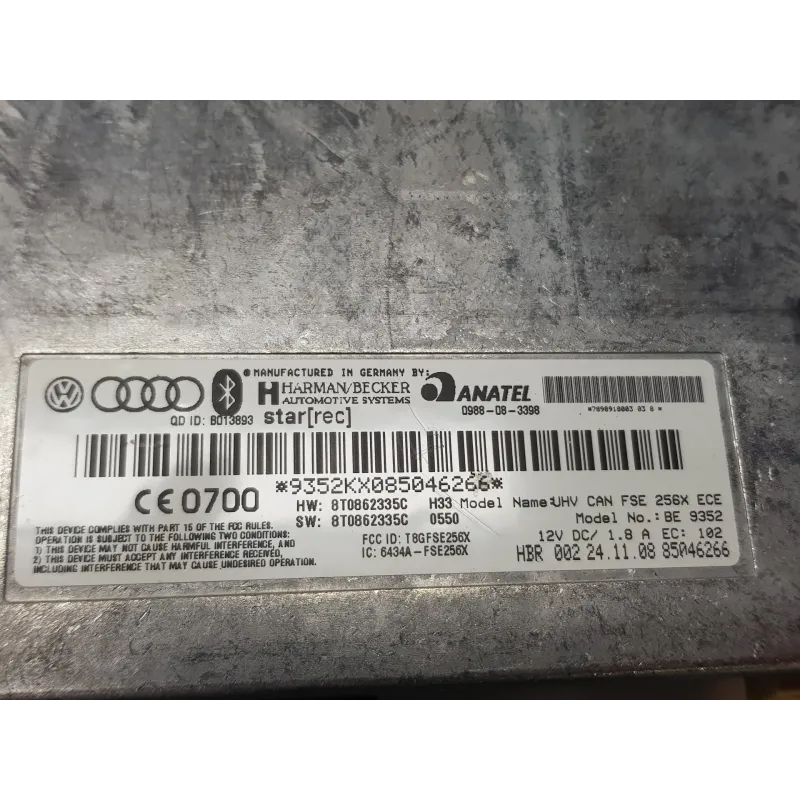 ® MANUFACTURED IN GERMANY BY:
HARMAN/BECKER
AUTOMOTIVE SYSTEMS
QD ID: B013893 star[rec]
ANATEL
0988-08-3398
*9352KX085046266*
CE 0700
HW: 8T0862335C H33 Model Name:UHV CAN FSE 256X ECE
SW: 8T0862335C 0550 Model No.: BE 9352
THIS DEVICE COMPLIES WITH PART 15 OF THE FCC RULES.
OPERATION IS SUBJECT TO THE FOLLOWING TWO CONDITIONS:
1) THIS DEVICE MAY NOT CAUSE HARMFUL INTERFERENCE, AND
2) THIS DEVICE MUST ACCEPT ANY INTERFERENCE RECEIVED,
INCLUDING INTERFERENCE THAT MAY CAUSE UNDESIRED OPERATION.
FCC ID: T8GFSE256X
IC: 6434A-FSE256X
12V DC/ 1.8 A EC: 102
HBR 002 24.11.08 85046266